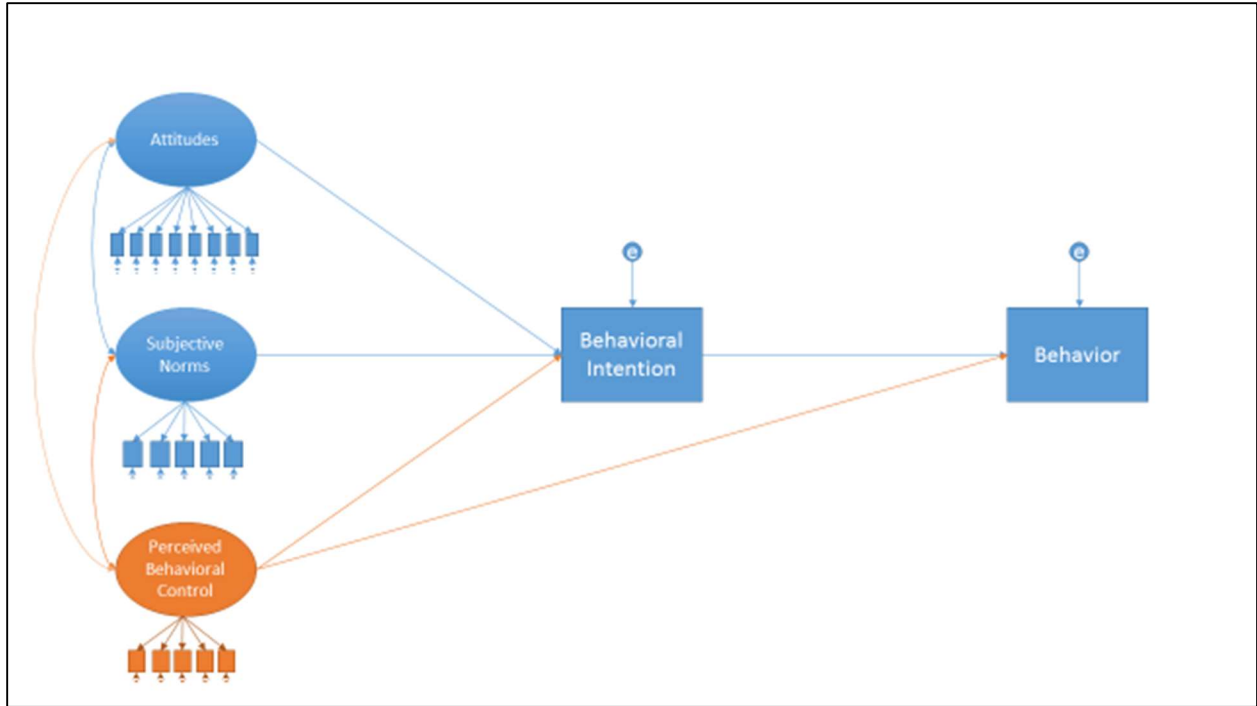 Attitudes
e
e
Subjective
Norms
Behavioral
Intention
Behavior
Perceived
Behavioral
Control